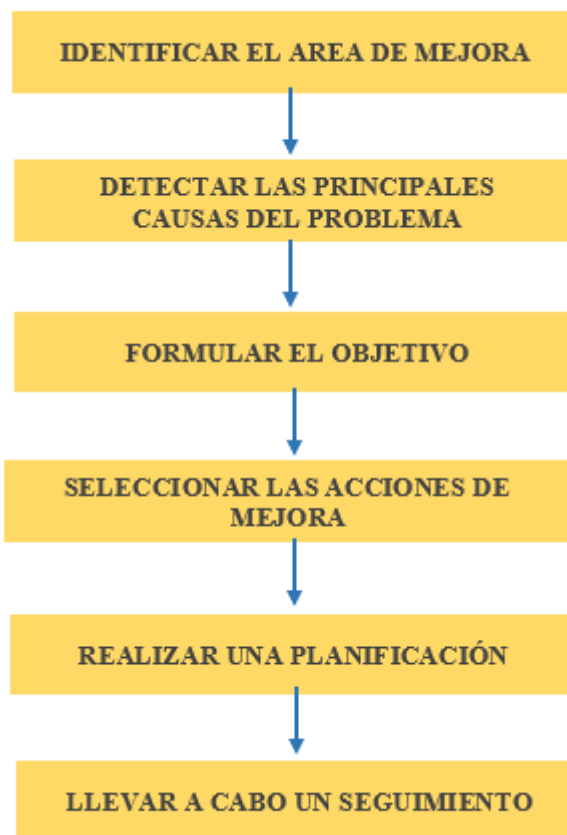 IDENTIFICAR EL AREA DE MEJORA
DETECTAR LAS PRINCIPALES
CAUSAS DEL PROBLEMA
FORMULAR EL OBJETIVO
SELECCIONAR LAS ACCIONES DE
MEJORA
REALIZAR UNA PLANIFICACIÓN
LLEVAR A CABO UN SEGUIMIENTO